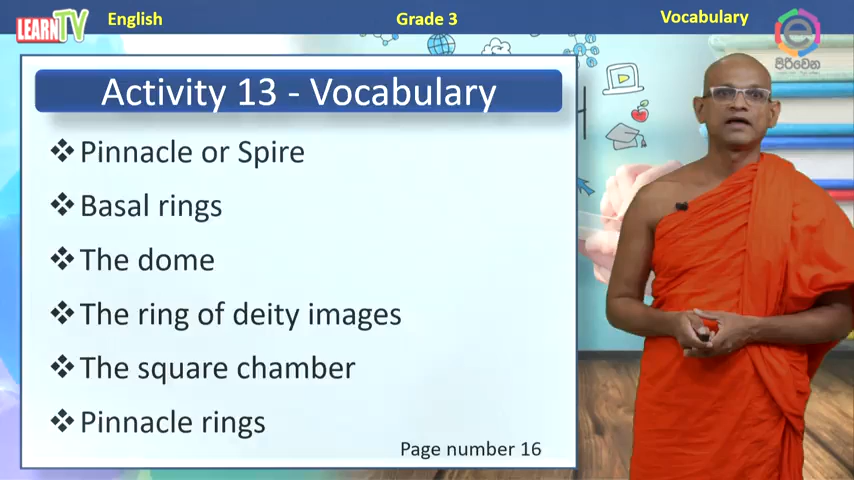 LEARN TV
English
Grade 3
Vocabulary
පිරිවෙන
Activity 13 - Vocabulary
Pinnacle or Spire
Basal rings
The dome
The ring of deity images
The square chamber
Pinnacle rings
Page number 16